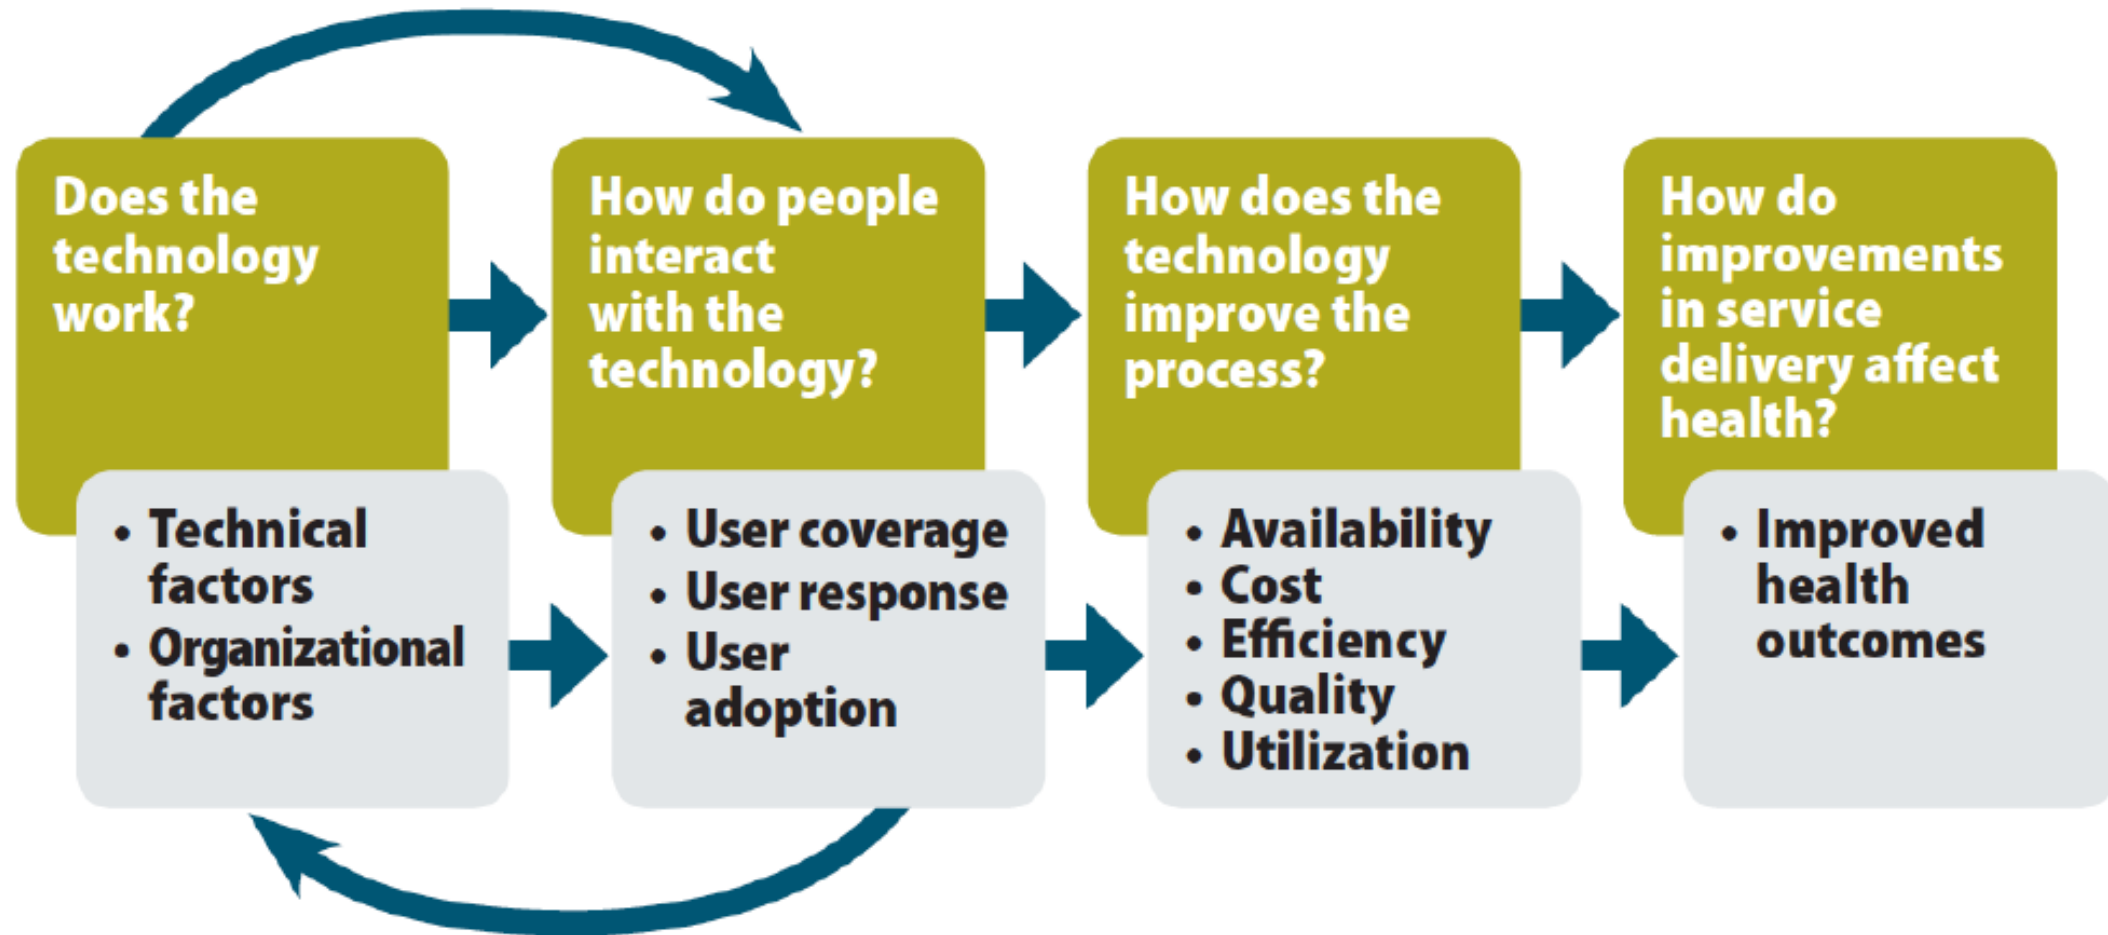 Does the
technology
work?
• Technical
factors
• Organizational
factors
How do people
interact
with the
technology?
• User coverage
• User response
• User
adoption
How does the
technology
improve the
process?
• Availability
• Cost
• Efficiency
• Quality
• Utilization
How do
improvements
in service
delivery affect
health?
• Improved
health
outcomes